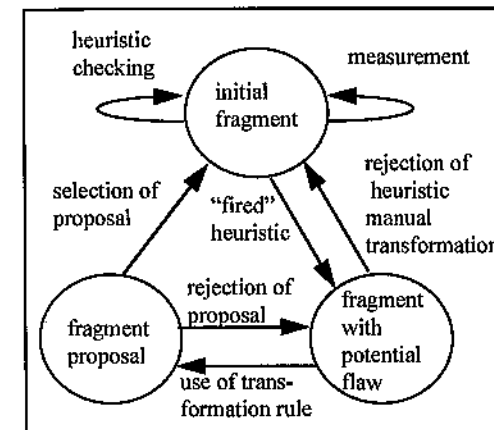 heuristic
checking
measurement
initial
fragment
selection of
proposal
“fired”
heuristic
rejection of
heuristic
manual
transformation
rejection of
proposal
fragment
proposal
fragment
with
potential
flaw
use of trans-
formation rule